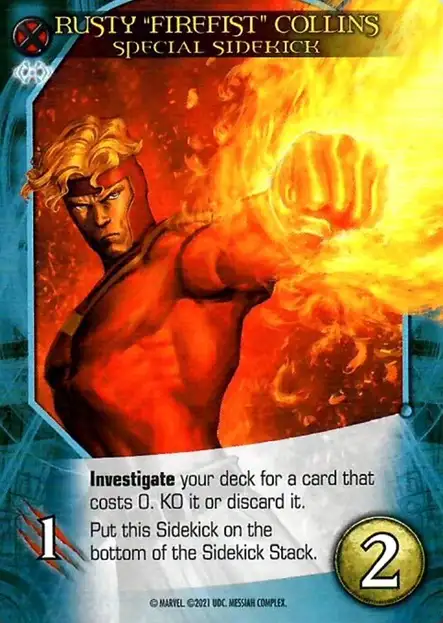 RUSTY "FIREFIST" COLLINS
SPECIAL SIDEKICK
Investigate your deck for a card that
costs 0. KO it or discard it.
Put this Sidekick on the
bottom of the Sidekick Stack.
1
2
© MARVEL. ©2021 UDC. MESSIAH COMPLEX.